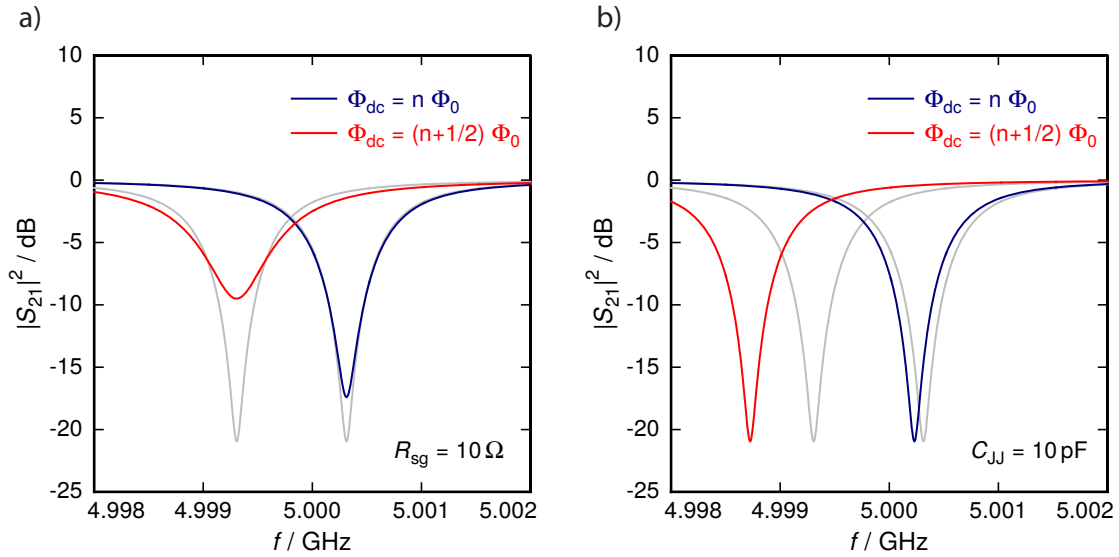 a)
10
5
0
-5
-10
-15
-20
-25
|S₂₁|² / dB
Φdc = n Φ₀
Φdc = (n+1/2) Φ₀
Rsg = 10 Ω
4.998 4.999 5.000 5.001 5.002
f / GHz
b)
10
5
0
-5
-10
-15
-20
-25
|S₂₁|² / dB
Φdc = n Φ₀
Φdc = (n+1/2) Φ₀
CJJ = 10 pF
4.998 4.999 5.000 5.001 5.002
f / GHz